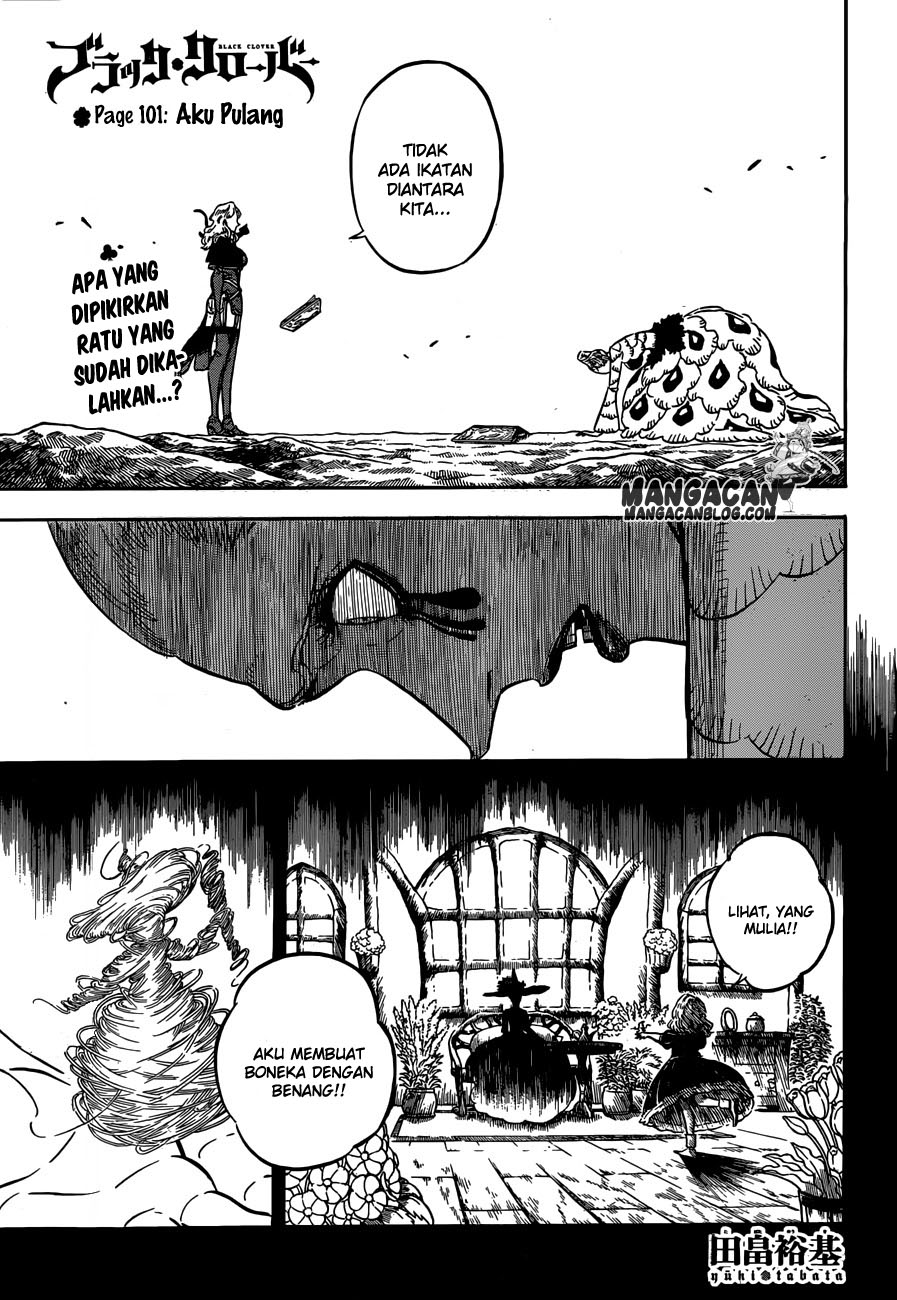 BLACK CLOVER
ブラック・クローバー
Page 101: Aku Pulang
TIDAK
ADA IKATAN
DIANTARA
KITA...
APA YANG
DIPIKIRKAN
RATU YANG
SUDAH DIKA-
LAHKAN...?
MANGACAN
MANGACANBLOG.COM
LIHAT, YANG
MULIA!!
AKU MEMBUAT
BONEKA DENGAN
BENANG!!
田畠裕基
yūki tabata